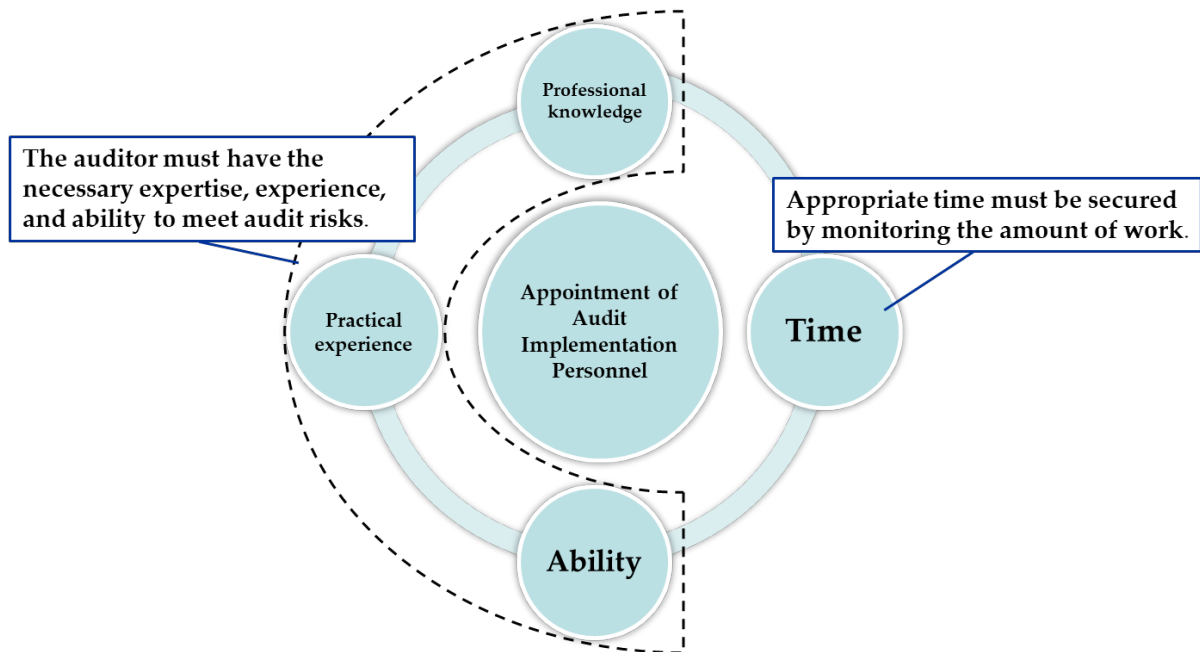 Professional
knowledge
The auditor must have the
necessary expertise, experience,
and ability to meet audit risks.
Appropriate time must be secured
by monitoring the amount of work.
Practical
experience
Appointment of
Audit
Implementation
Personnel
Time
Ability